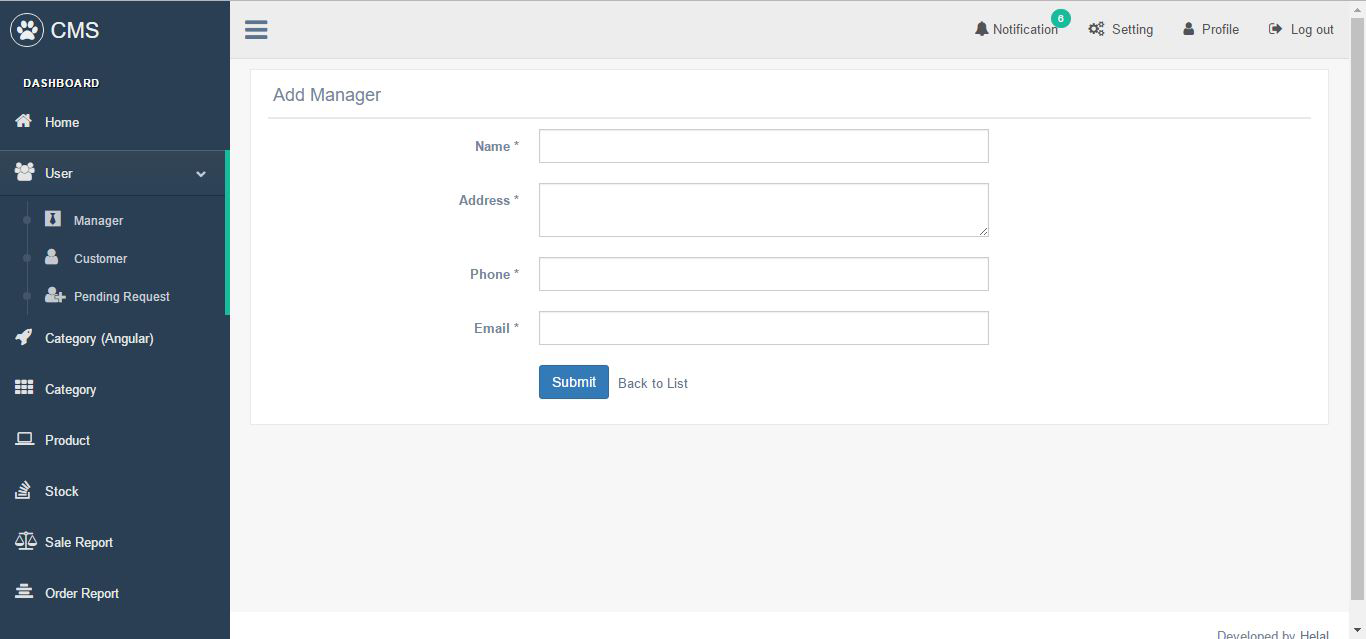 CMS
Notification 6 Setting Profile Log out
DASHBOARD
Home
User
Manager
Customer
Pending Request
Category (Angular)
Category
Product
Stock
Sale Report
Order Report
Add Manager
Name *
Address *
Phone *
Email *
Submit Back to List
Developed by Helal